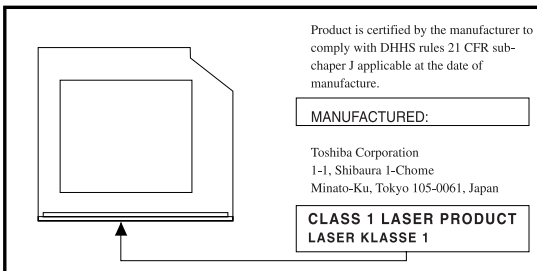 Product is certified by the manufacturer to
comply with DHHS rules 21 CFR sub-
chaper J applicable at the date of
manufacture.
MANUFACTURED:
Toshiba Corporation
1-1, Shibaura 1-Chome
Minato-Ku, Tokyo 105-0061, Japan
CLASS 1 LASER PRODUCT
LASER KLASSE 1